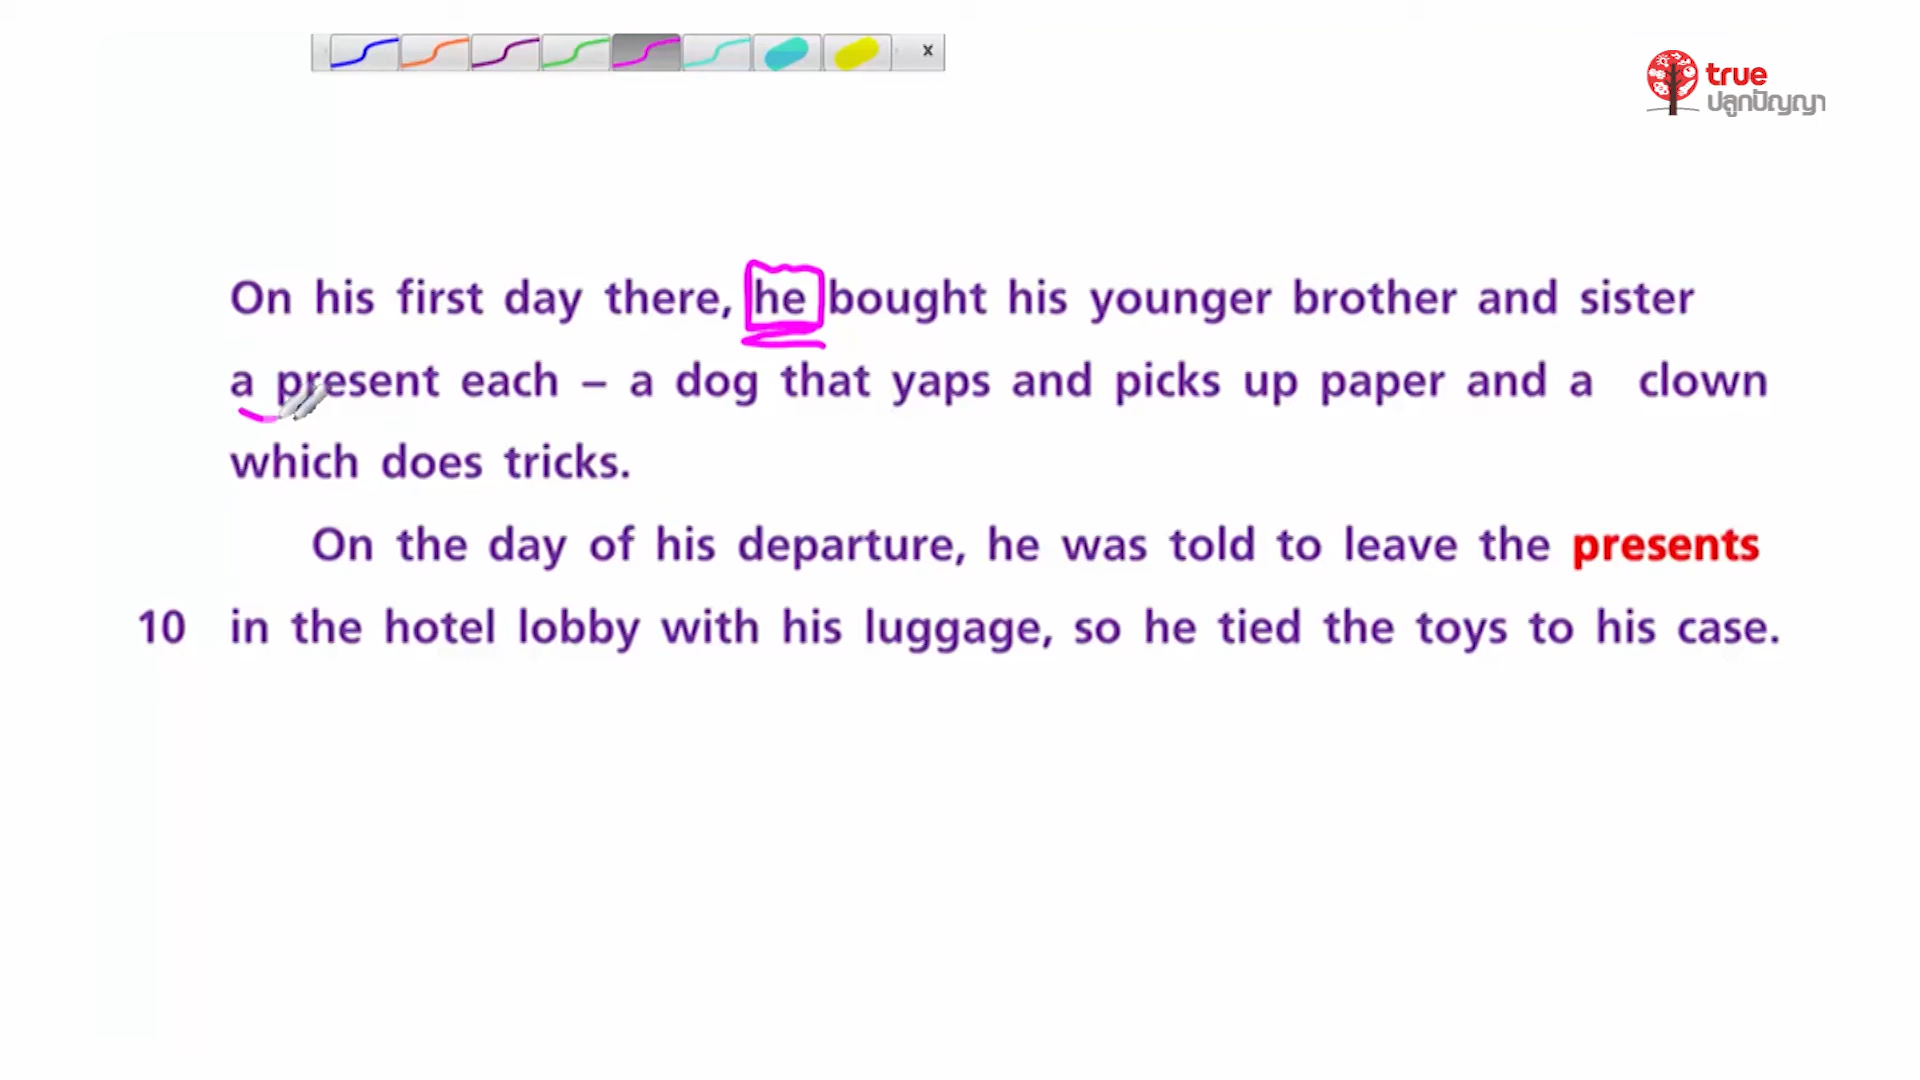 x
true
ปลูกปัญญา
On his first day there, he bought his younger brother and sister
a present each – a dog that yaps and picks up paper and a clown
which does tricks.
On the day of his departure, he was told to leave the presents
10 in the hotel lobby with his luggage, so he tied the toys to his case.